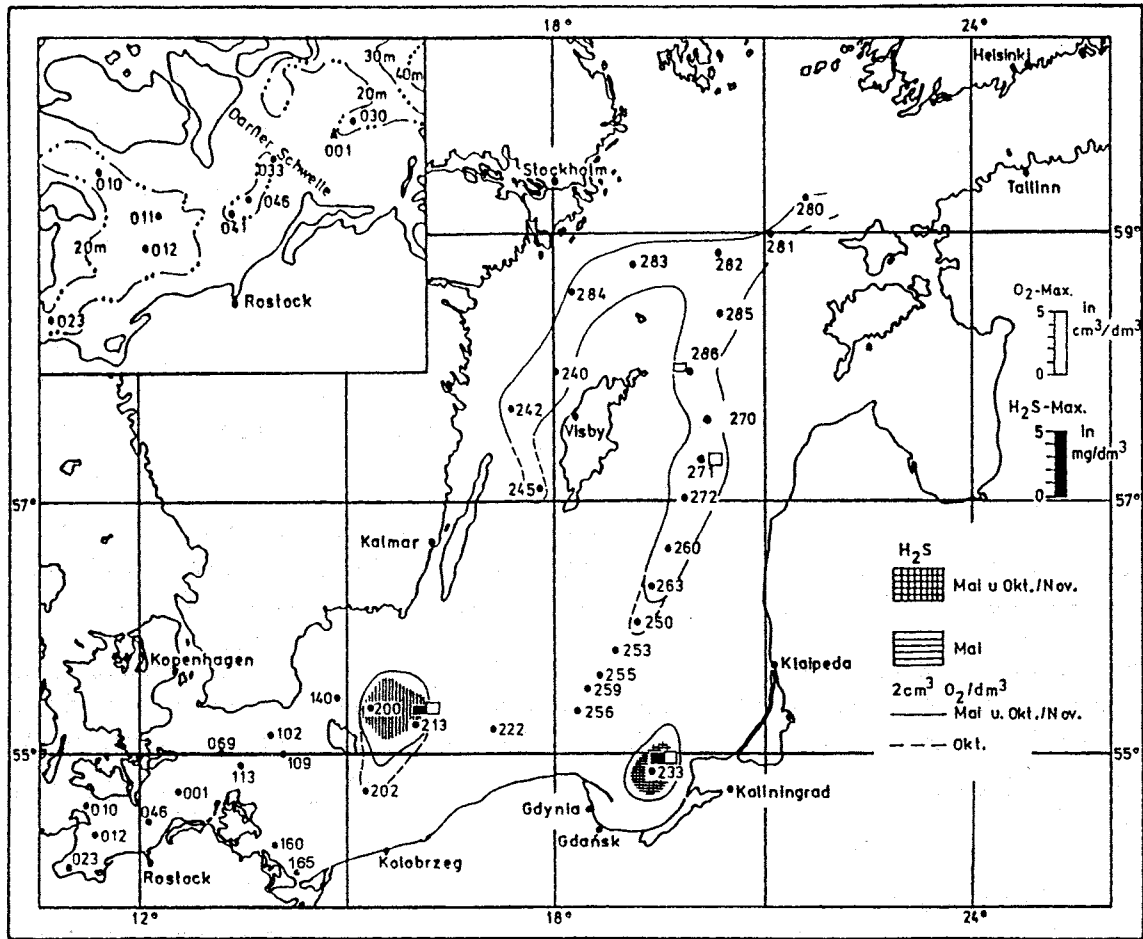 18°
24°
Helsinki
30m
40m
20m
030
001
Darßer Schwelle
033
010
046
011
041
20m
012
Rostock
023
Stockholm
Tallinn
280
59°
59°
281
282
283
284
285
286
240
242
Visby
270
271
245
272
57°
57°
O₂-Max.
5
in
cm³/dm³
0
H₂S-Max.
5
in
mg/dm³
0
Kalmar
260
263
250
253
255
259
256
H₂S
Mai u Okt./Nov.
Mai
2cm³ O₂/dm³
Mai u. Okt./Nov.
Okt.
Kopenhagen
Klaipeda
140
200
213
222
102
069
109
113
55°
55°
233
202
001
010
046
012
023
Rostock
160
165
Kolobrzeg
Gdynia
Gdańsk
Kaliningrad
12°
18°
24°